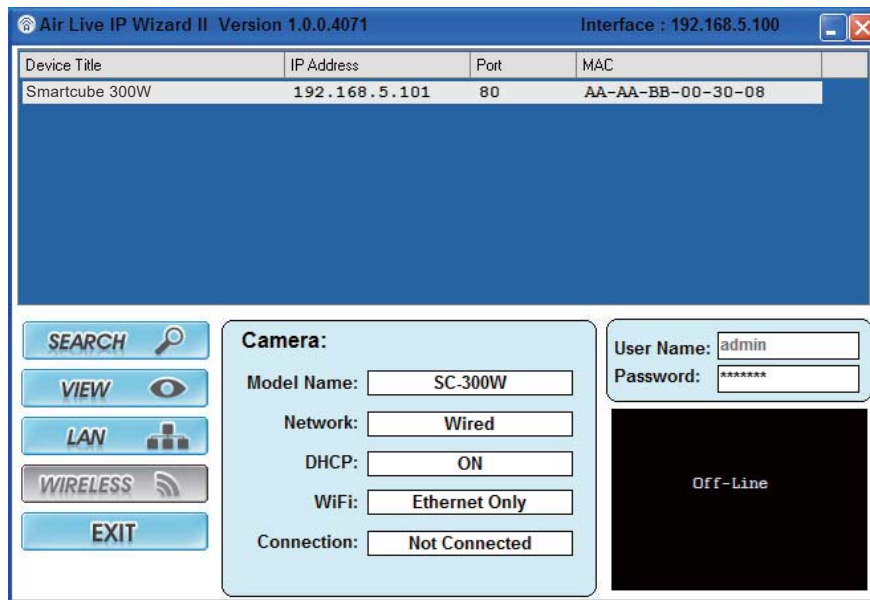 Air Live IP Wizard II Version 1.0.0.4071 Interface : 192.168.5.100
Device Title IP Address Port MAC
Smartcube 300W 192.168.5.101 80 AA-AA-BB-00-30-08
SEARCH
VIEW
LAN
WIRELESS
EXIT
Camera:
Model Name: SC-300W
Network: Wired
DHCP: ON
WiFi: Ethernet Only
Connection: Not Connected
User Name: admin
Password: *******
Off-Line